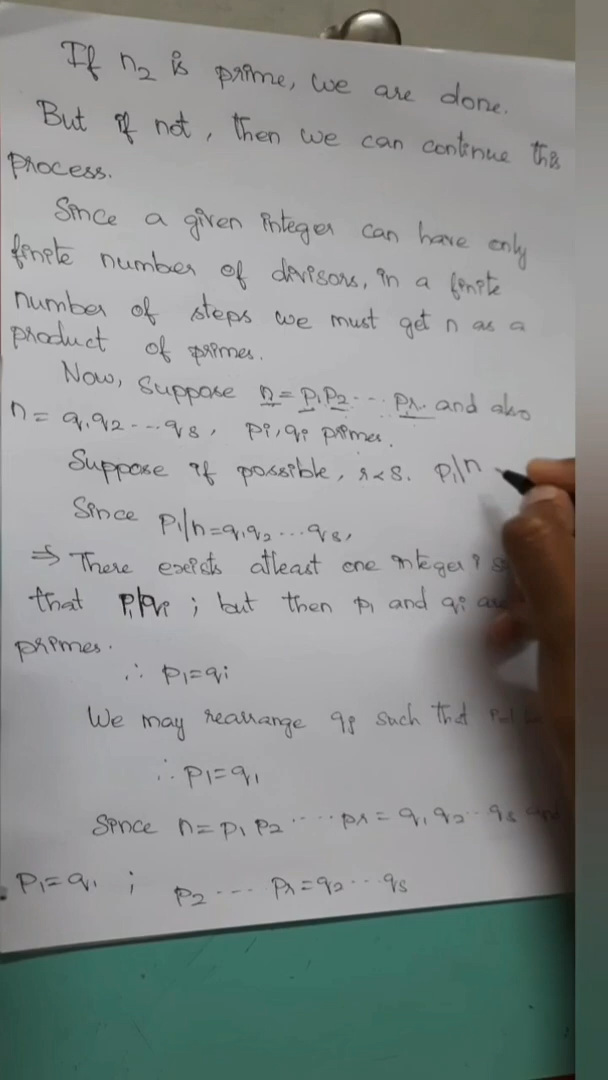 If n₂ is prime, we are done.
But if not, then we can continue this
process.
Since a given integer can have only
finite number of divisors, in a finite
number of steps we must get n as a
product of primes.
Now, Suppose n = p₁p₂ ... pᵣ and also
n = q₁q₂ ... qₛ, pᵢ, qᵢ primes.
Suppose if possible, r<s. p₁|n
Since p₁|n = q₁q₂ ... qₛ,
⇒ There exists atleast one integer i
that p₁|qᵢ ; but then p₁ and qᵢ
primes.
∴ p₁ = qᵢ
We may rearrange qᵢ such that
∴ p₁ = q₁
Since n = p₁p₂ ..... pᵣ = q₁q₂ .. qₛ
p₁ = q₁ ; p₂ ... pᵣ = q₂ ... qₛ